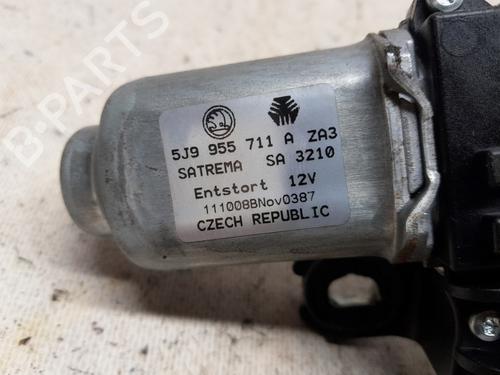 5J9 955 711 A ZA3
SATREMA SA 3210
Entstort 12V
111008BNov0387
CZECH REPUBLIC
B-PARTS